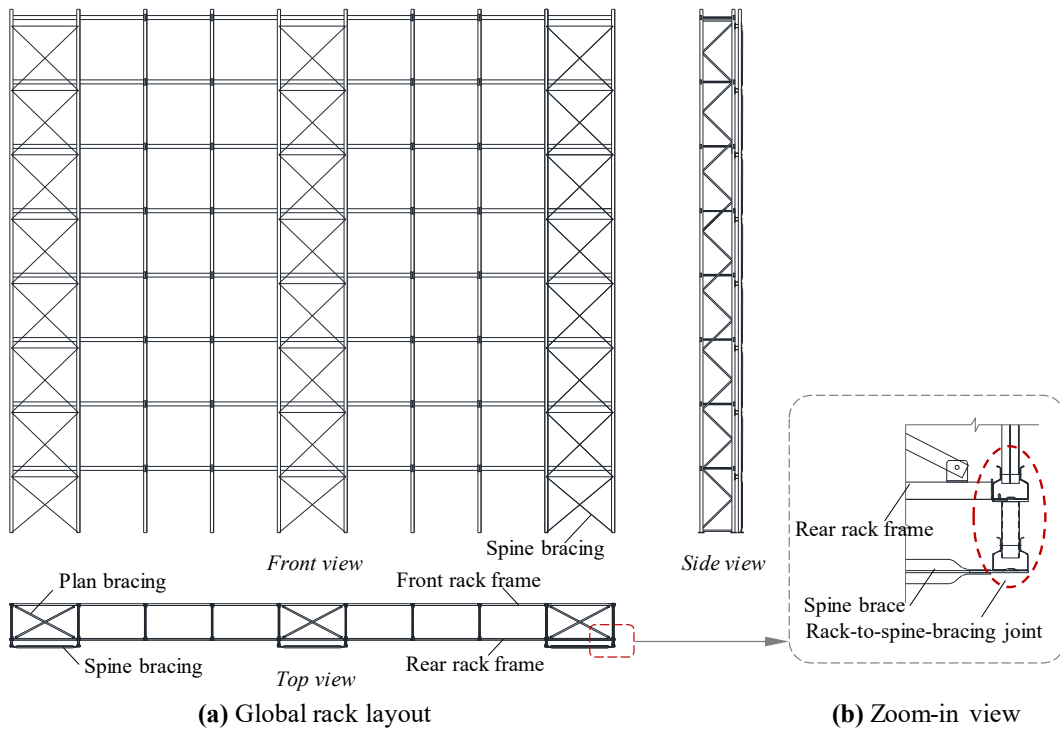 Spine bracing
Front view
Side view
Plan bracing
Front rack frame
Spine bracing
Rear rack frame
Top view
Rear rack frame
Spine brace
Rack-to-spine-bracing joint
(a) Global rack layout
(b) Zoom-in view